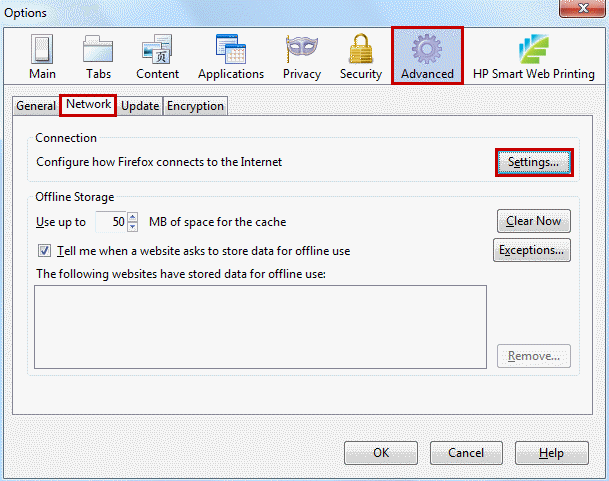 Options
Main Tabs Content Applications Privacy Security Advanced HP Smart Web Printing
General Network Update Encryption
Connection
Configure how Firefox connects to the Internet Settings...
Offline Storage
Use up to 50 MB of space for the cache Clear Now
Tell me when a website asks to store data for offline use Exceptions...
The following websites have stored data for offline use:
Remove...
OK Cancel Help